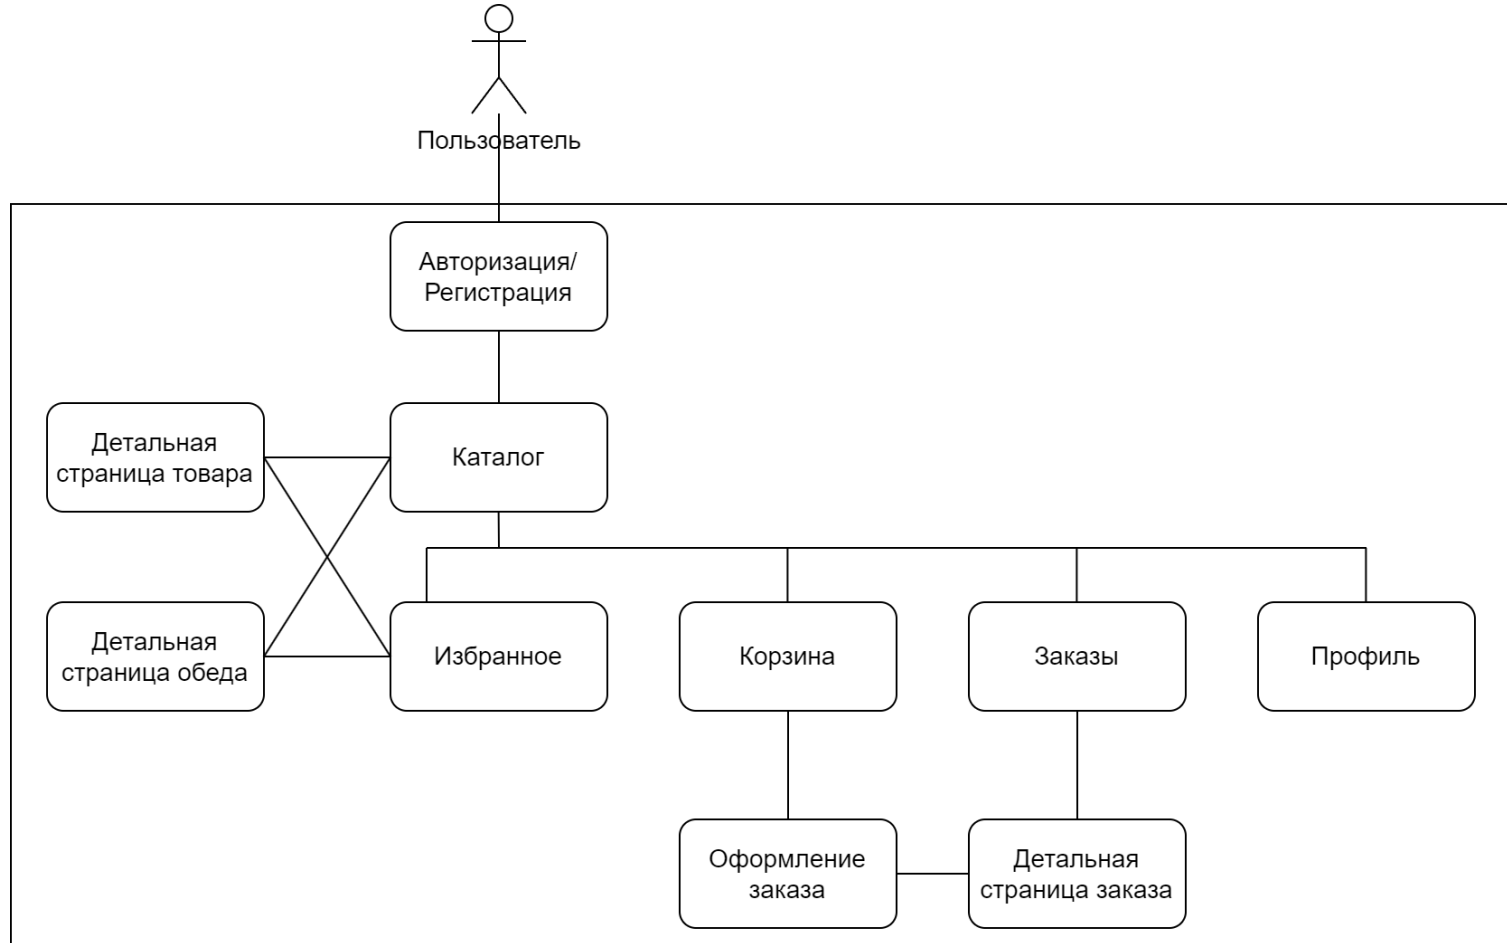 Пользователь
Авторизация/
Регистрация
Детальная
страница товара
Каталог
Детальная
страница обеда
Избранное
Корзина
Заказы
Профиль
Оформление
заказа
Детальная
страница заказа